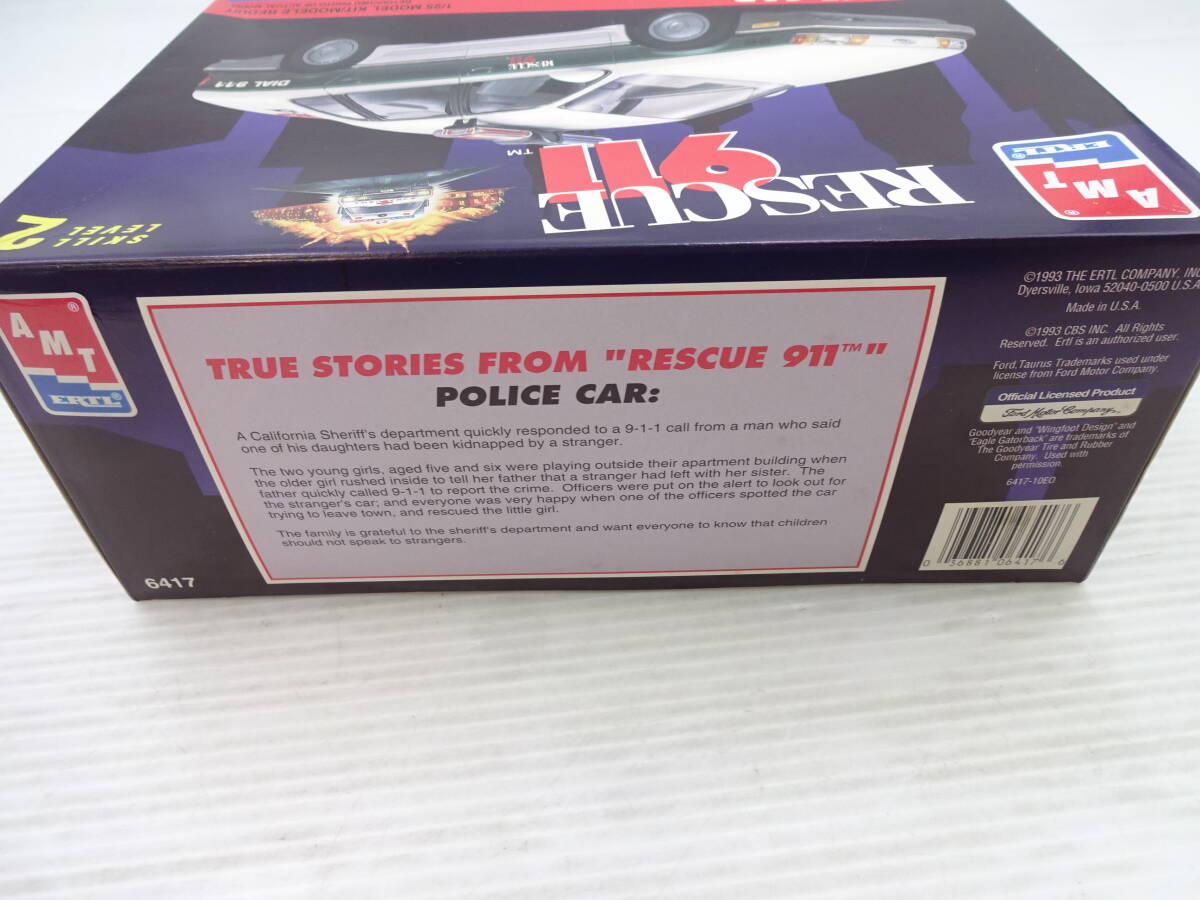 1/25 MODEL KIT/MODELE REDUIT
DIAL 911
RESCUE
911
RESCUE
911
™
SKILL
LEVEL
2
AMT
®
ERTL
®
AMT
®
ERTL
®
TRUE STORIES FROM "RESCUE 911™"
POLICE CAR:
A California Sheriff's department quickly responded to a 9-1-1 call from a man who said
one of his daughters had been kidnapped by a stranger.
The two young girls, aged five and six were playing outside their apartment building when
the older girl rushed inside to tell her father that a stranger had left with her sister. The
father quickly called 9-1-1 to report the crime. Officers were put on the alert to look out for
the stranger's car; and everyone was very happy when one of the officers spotted the car
trying to leave town, and rescued the little girl.
The family is grateful to the sheriff's department and want everyone to know that children
should not speak to strangers.
6417
©1993 THE ERTL COMPANY, INC.
Dyersville, Iowa 52040-0500 U.S.A.
Made in U.S.A.
©1993 CBS INC. All Rights
Reserved. Ertl is an authorized user.
Ford,Taurus Trademarks used under
license from Ford Motor Company.
Official Licensed Product
Ford Motor Company
Goodyear and "Wingfoot Design" and
"Eagle Gatorback" are trademarks of
The Goodyear Tire and Rubber
Company. Used with
permission.
6417-10EO
0 36881 06417 6